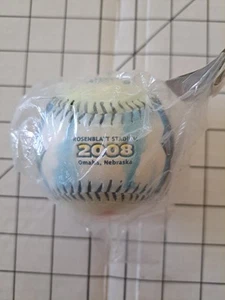 ROSENBLATT STADIUM
2008
Omaha, Nebraska